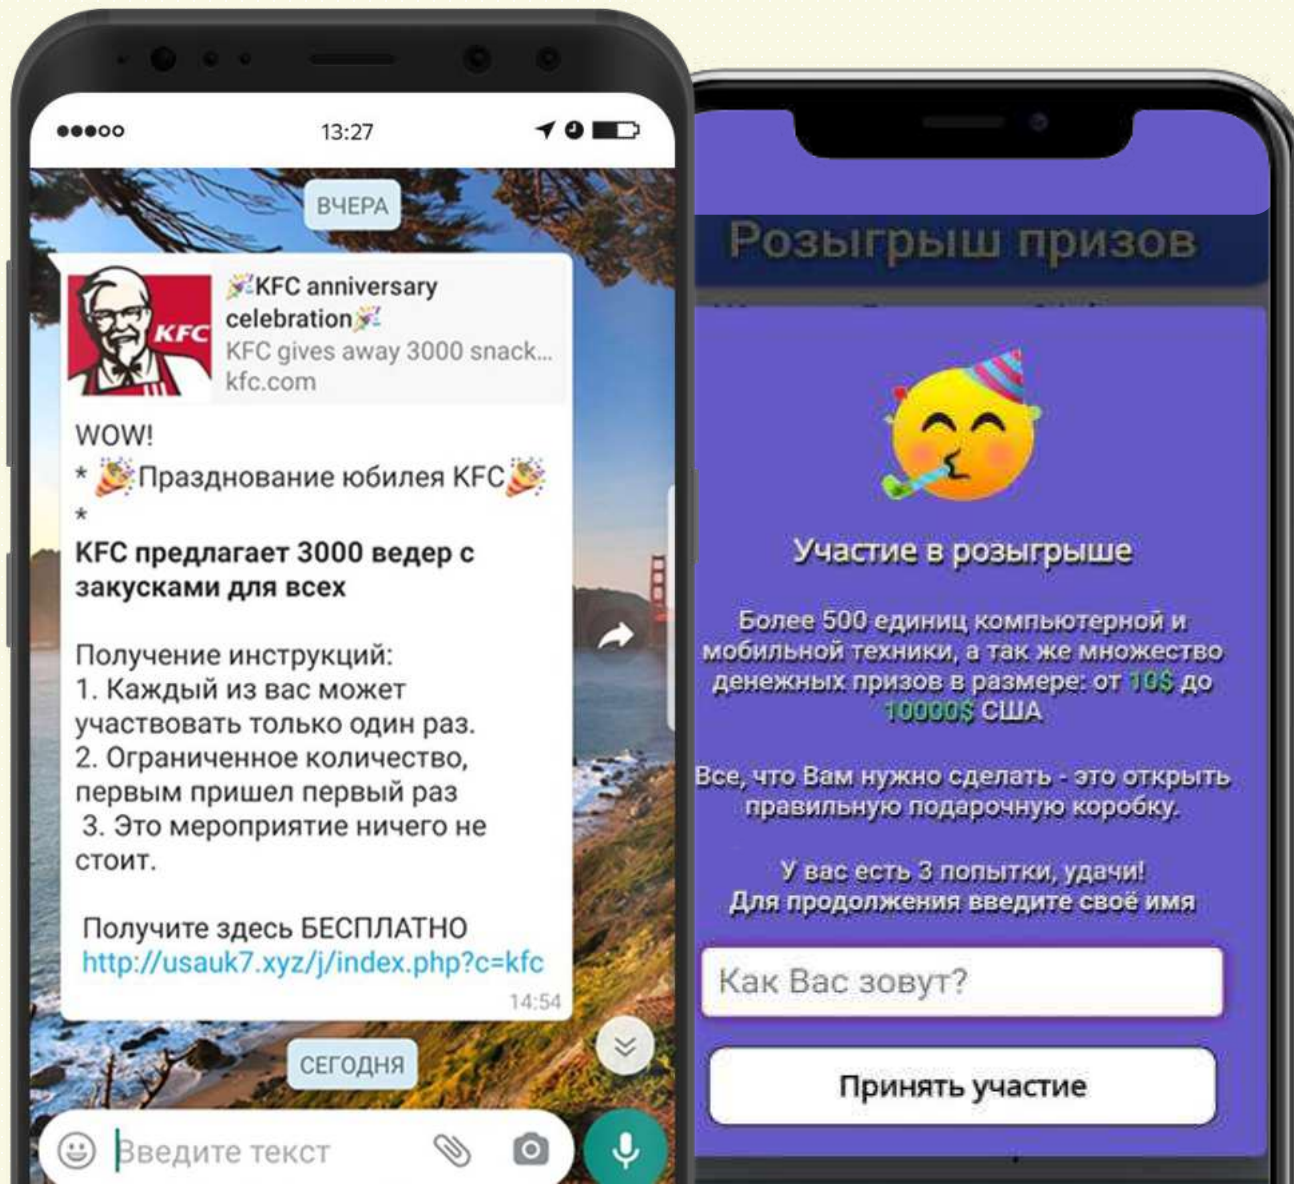 13:27
ВЧЕРА
KFC
🎉KFC anniversary
celebration🎉
KFC gives away 3000 snack...
kfc.com
WOW!
* 🎉Празднование юбилея KFC🎉
*
KFC предлагает 3000 ведер с
закусками для всех
Получение инструкций:
1. Каждый из вас может
участвовать только один раз.
2. Ограниченное количество,
первым пришел первый раз
3. Это мероприятие ничего не
стоит.
Получите здесь БЕСПЛАТНО
http://usauk7.xyz/j/index.php?c=kfc
14:54
СЕГОДНЯ
Введите текст
Розыгрыш призов
Участие в розыгрыше
Более 500 единиц компьютерной и
мобильной техники, а так же множество
денежных призов в размере: от 10$ до
10000$ США
Все, что Вам нужно сделать - это открыть
правильную подарочную коробку.
У вас есть 3 попытки, удачи!
Для продолжения введите своё имя
Как Вас зовут?
Принять участие